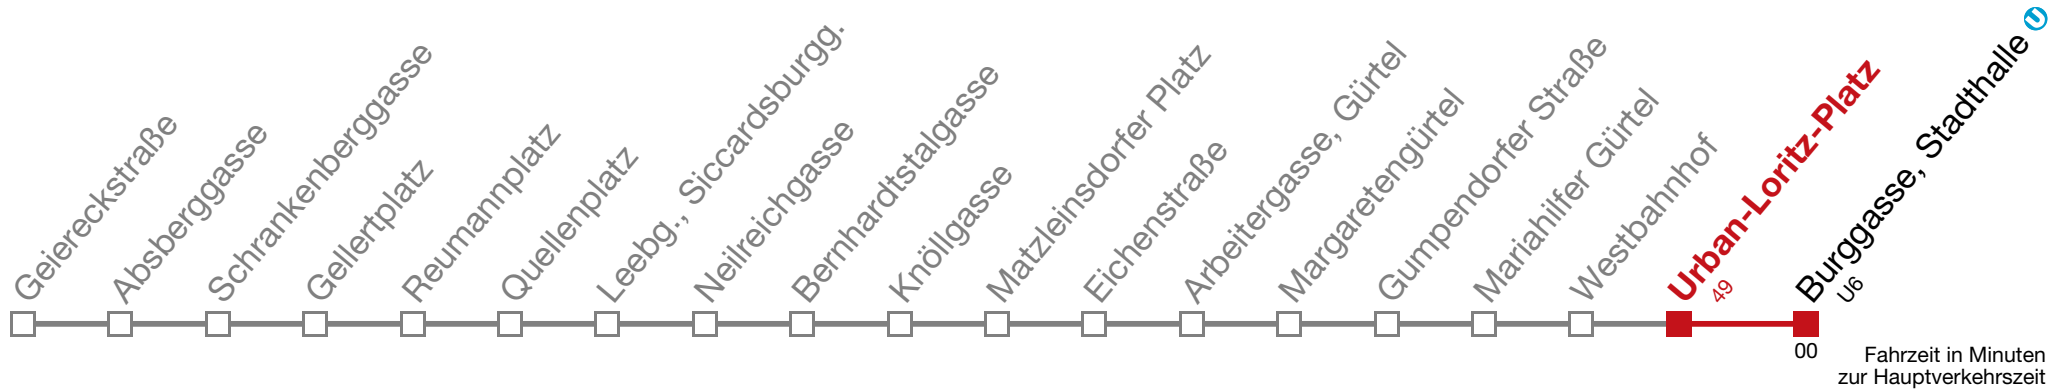 Geiereckstraße
Absberggasse
Schrankenberggasse
Gellertplatz
Reumannplatz
Quellenplatz
Leebg., Siccardsburgg.
Neilreichgasse
Bernhardtstalgasse
Knöllgasse
Matzleinsdorfer Platz
Eichenstraße
Arbeitergasse, Gürtel
Margaretengürtel
Gumpendorfer Straße
Mariahilfer Gürtel
Westbahnhof
Urban-Loritz-Platz
49
Burggasse, Stadthalle U
U6
00
Fahrzeit in Minuten
zur Hauptverkehrszeit